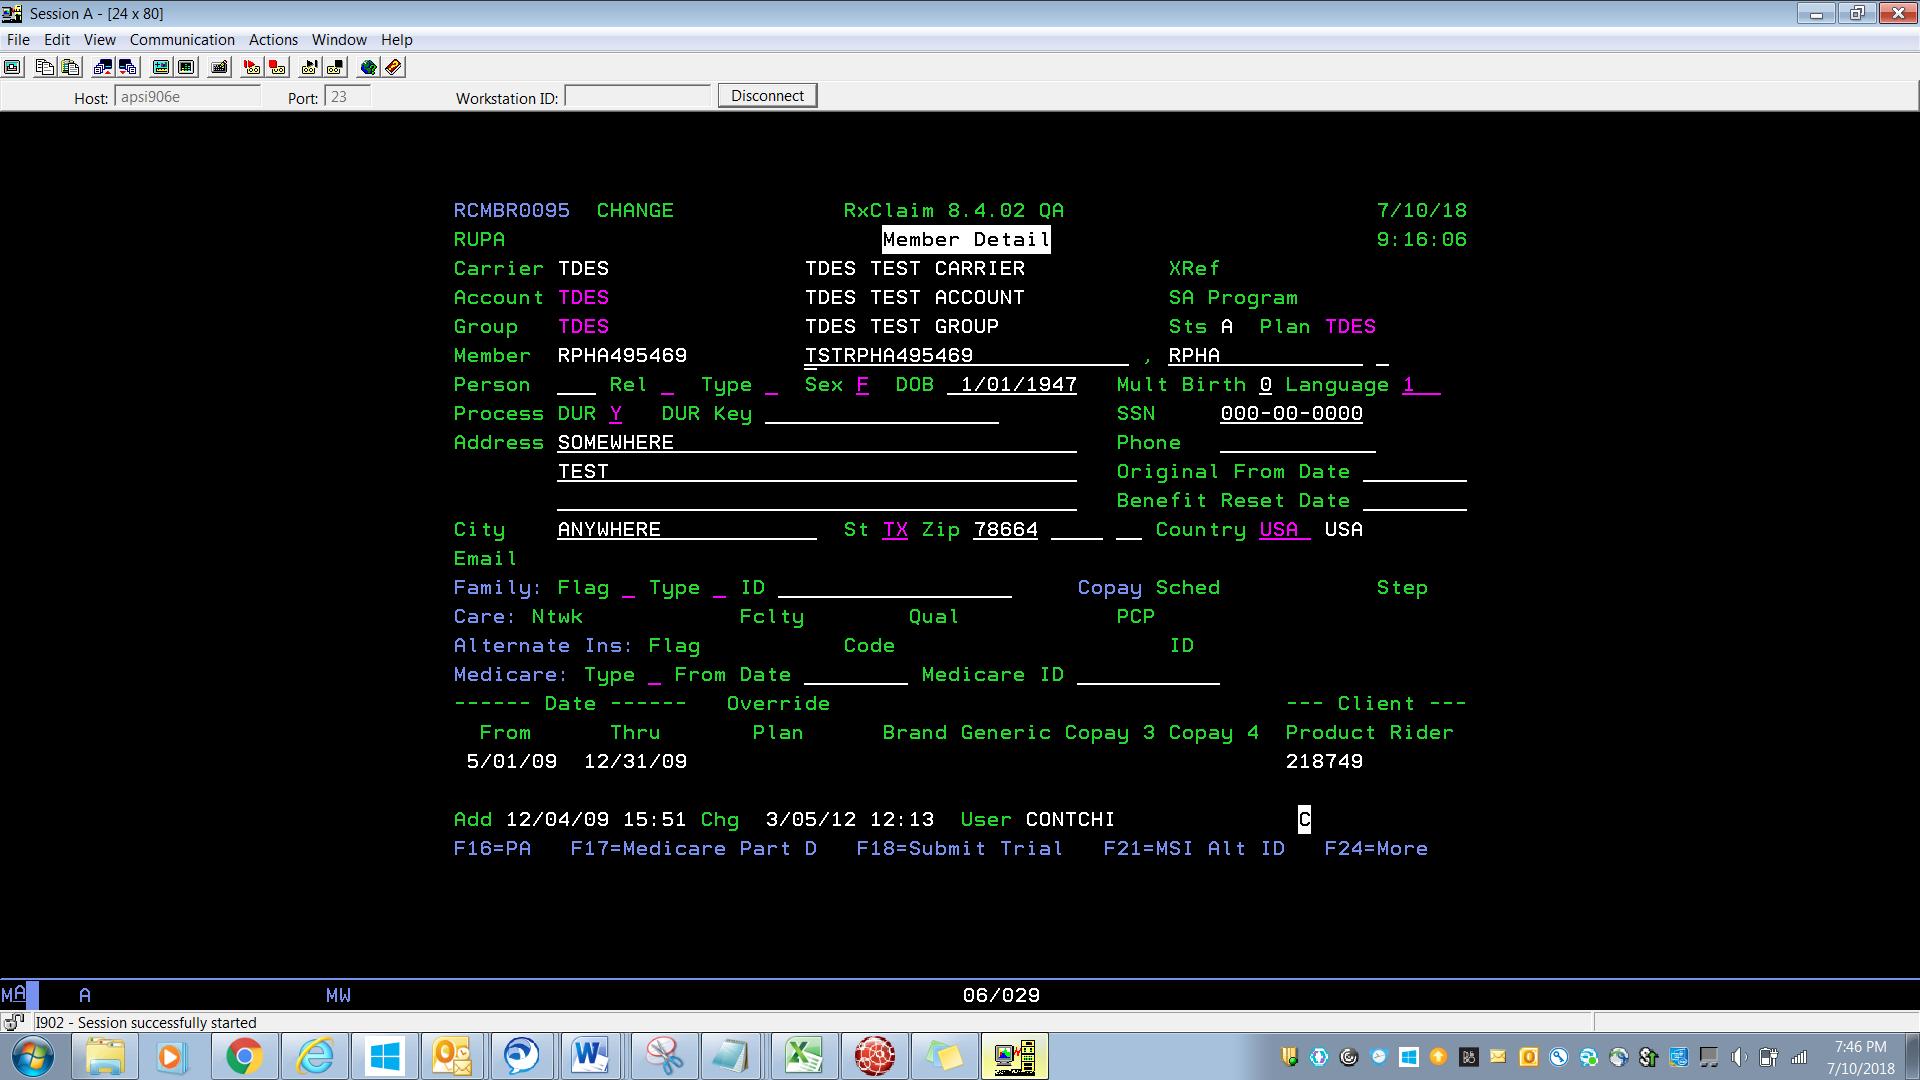 Session A - [24 x 80]
File Edit View Communication Actions Window Help
Host: apsi906e Port: 23 Workstation ID: Disconnect
RCMBR0095 CHANGE RxClaim 8.4.02 QA 7/10/18
RUPA Member Detail 9:16:06
Carrier TDES TDES TEST CARRIER XRef
Account TDES TDES TEST ACCOUNT SA Program
Group TDES TDES TEST GROUP Sts A Plan TDES
Member RPHA495469 TSTRPHA495469 , RPHA
Person Rel Type Sex F DOB 1/01/1947 Mult Birth 0 Language 1
Process DUR Y DUR Key SSN 000-00-0000
Address SOMEWHERE Phone
TEST Original From Date
Benefit Reset Date
City ANYWHERE St TX Zip 78664 Country USA USA
Email
Family: Flag Type ID Copay Sched Step
Care: Ntwk Fclty Qual PCP
Alternate Ins: Flag Code ID
Medicare: Type From Date Medicare ID
------ Date ------ Override --- Client ---
From Thru Plan Brand Generic Copay 3 Copay 4 Product Rider
5/01/09 12/31/09 218749
Add 12/04/09 15:51 Chg 3/05/12 12:13 User CONTCHI C
F16=PA F17=Medicare Part D F18=Submit Trial F21=MSI Alt ID F24=More
MA A MW 06/029
I902 - Session successfully started
7:46 PM
7/10/2018